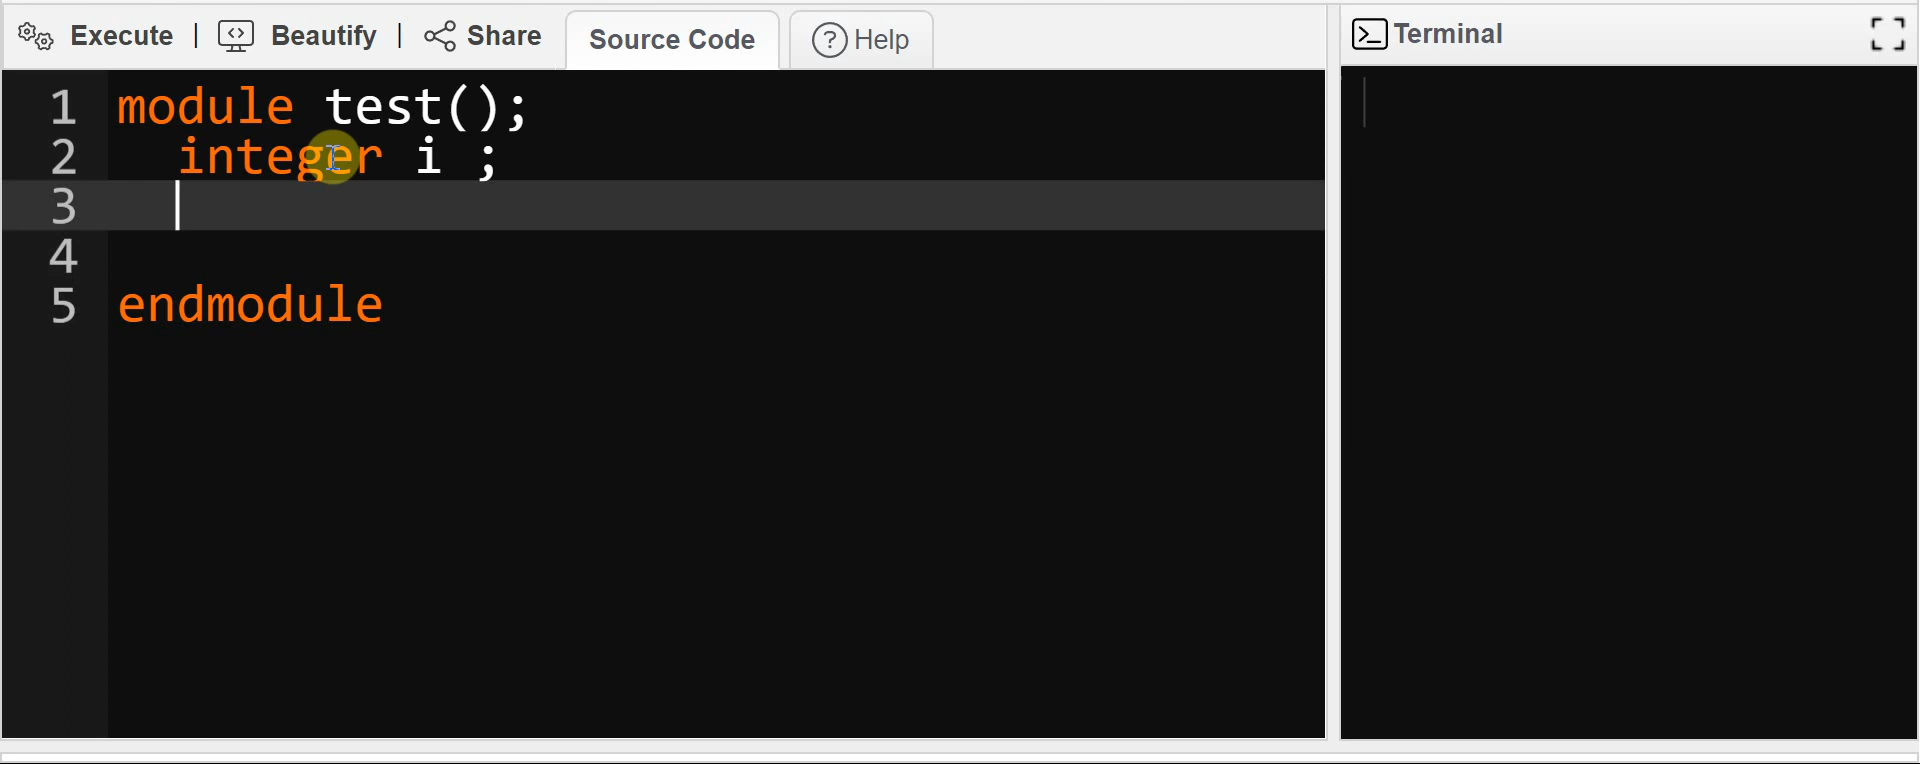 Execute | Beautify | Share Source Code ? Help
>_ Terminal
1 module test();
2 integer i ;
3
4
5 endmodule